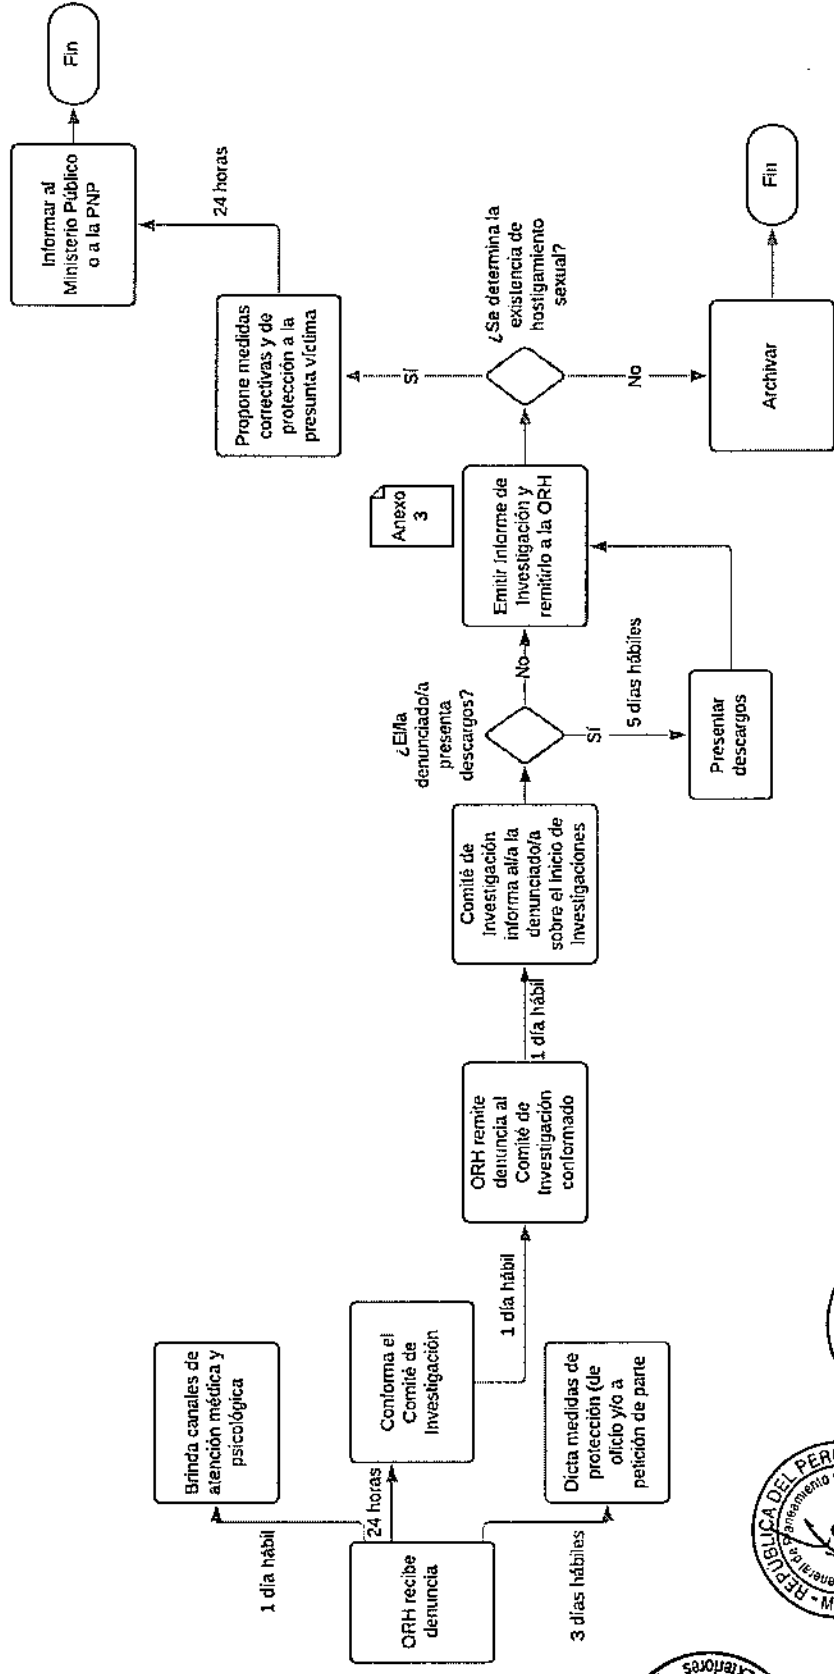 ORH recibe
denuncia
1 día hábil
24 horas
3 días hábiles
Brinda canales de
atención médica y
psicológica
Conforma el
Comité de
Investigación
Dicta medidas de
protección (de
oficio y/o a
petición de parte
1 día hábil
ORH remite
denuncia al
Comité de
Investigación
conformado
1 día hábil
Comité de
Investigación
informa al/a la
denunciado/a
sobre el inicio de
Investigaciones
¿El/la
denunciado/a
presenta
descargos?
No
Sí
5 días hábiles
Presentar
descargos
Anexo
3
Emitir Informe de
Investigación y
remitirlo a la ORH
¿Se determina la
existencia de
hostigamiento
sexual?
Sí
No
Propone medidas
correctivas y de
protección a la
presunta víctima
24 horas
Informar al
Ministerio Público
o a la PNP
Fin
Archivar
Fin
REPÚBLICA DEL PER